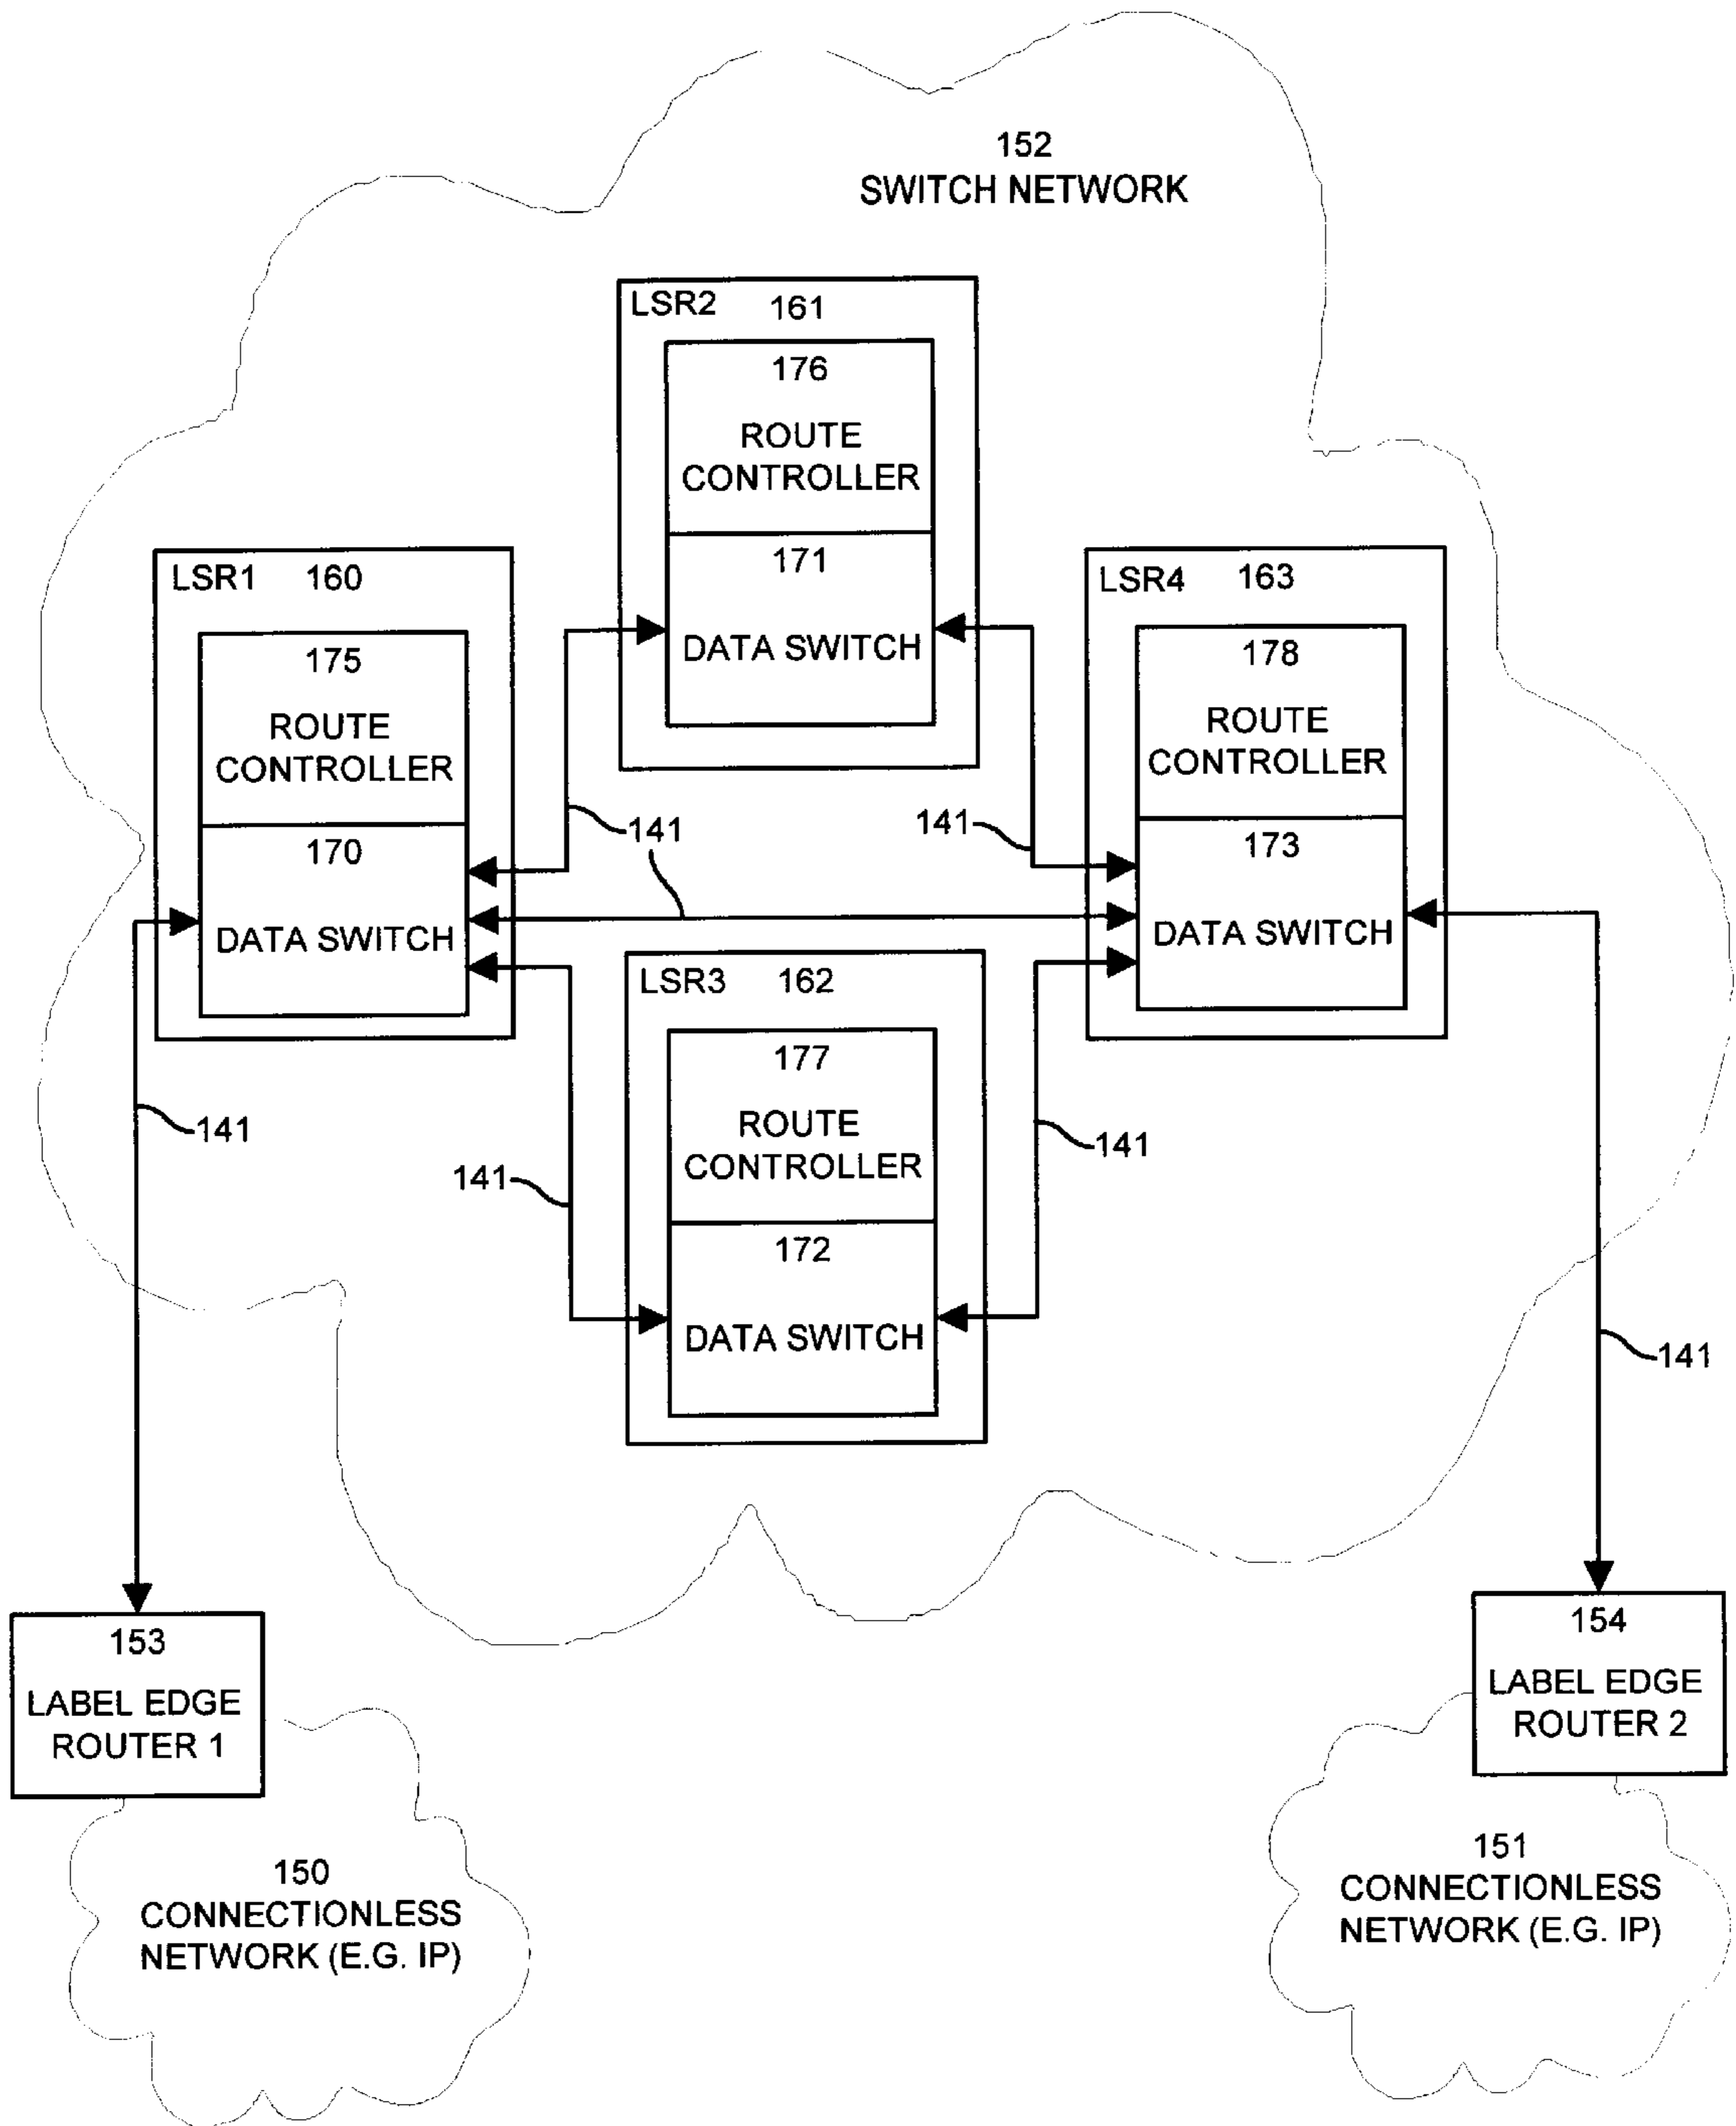 152
SWITCH NETWORK
LSR2 161
176
ROUTE
CONTROLLER
171
DATA SWITCH
LSR1 160
175
ROUTE
CONTROLLER
170
DATA SWITCH
LSR4 163
178
ROUTE
CONTROLLER
173
DATA SWITCH
141
141
LSR3 162
177
ROUTE
CONTROLLER
172
DATA SWITCH
141
141
141
141
153
LABEL EDGE
ROUTER 1
154
LABEL EDGE
ROUTER 2
150
CONNECTIONLESS
NETWORK (E.G. IP)
151
CONNECTIONLESS
NETWORK (E.G. IP)